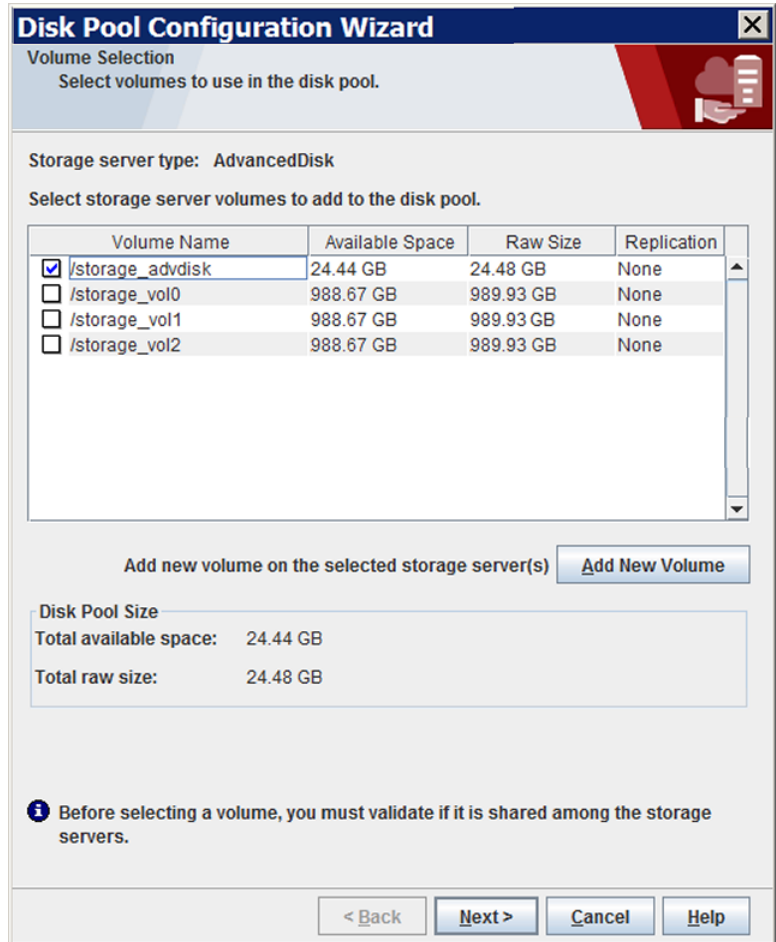 Disk Pool Configuration Wizard
Volume Selection
Select volumes to use in the disk pool.
Storage server type: AdvancedDisk
Select storage server volumes to add to the disk pool.
Volume Name Available Space Raw Size Replication
/storage_advdisk 24.44 GB 24.48 GB None
/storage_vol0 988.67 GB 989.93 GB None
/storage_vol1 988.67 GB 989.93 GB None
/storage_vol2 988.67 GB 989.93 GB None
Add new volume on the selected storage server(s) Add New Volume
Disk Pool Size
Total available space: 24.44 GB
Total raw size: 24.48 GB
Before selecting a volume, you must validate if it is shared among the storage
servers.
< Back Next > Cancel Help